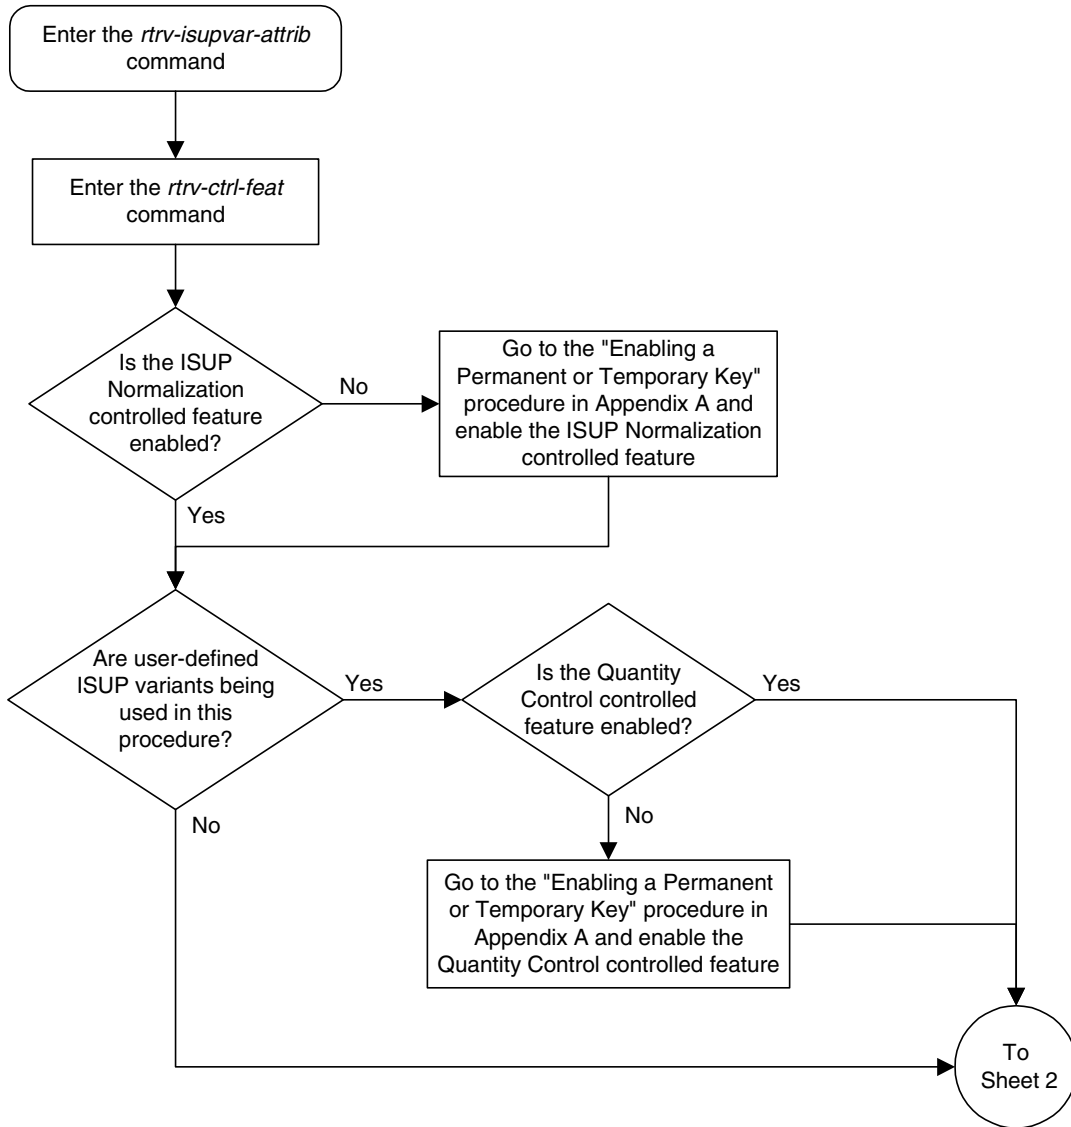 Enter the rtrv-isupvar-attrib
command
Enter the rtrv-ctrl-feat
command
Is the ISUP
Normalization
controlled feature
enabled?
No
Go to the "Enabling a
Permanent or Temporary Key"
procedure in Appendix A and
enable the ISUP Normalization
controlled feature
Yes
Are user-defined
ISUP variants being
used in this
procedure?
Yes
Is the Quantity
Control controlled
feature enabled?
Yes
No
No
Go to the "Enabling a Permanent
or Temporary Key" procedure in
Appendix A and enable the
Quantity Control controlled feature
To
Sheet 2